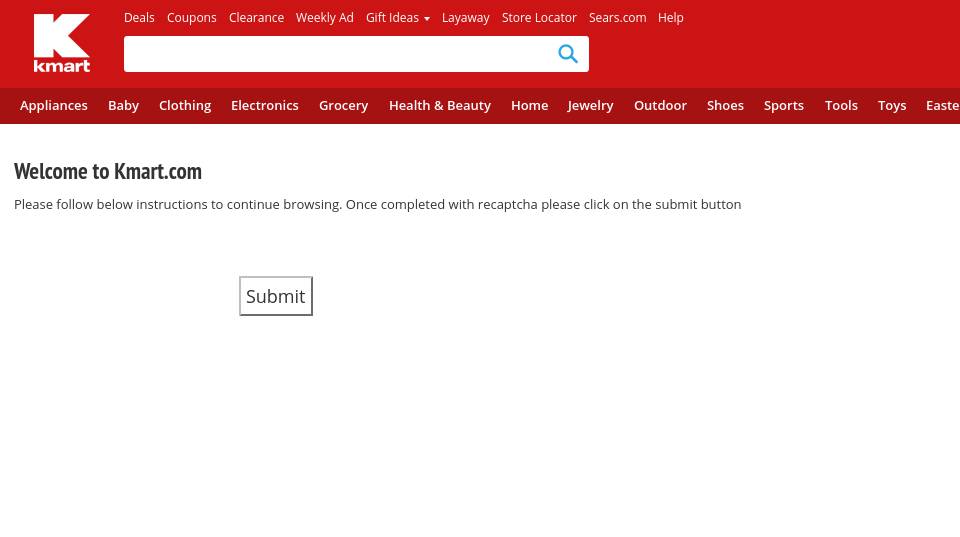 Deals Coupons Clearance Weekly Ad Gift Ideas Layaway Store Locator Sears.com Help
kmart
Appliances Baby Clothing Electronics Grocery Health & Beauty Home Jewelry Outdoor Shoes Sports Tools Toys Easte
Welcome to Kmart.com
Please follow below instructions to continue browsing. Once completed with recaptcha please click on the submit button
Submit